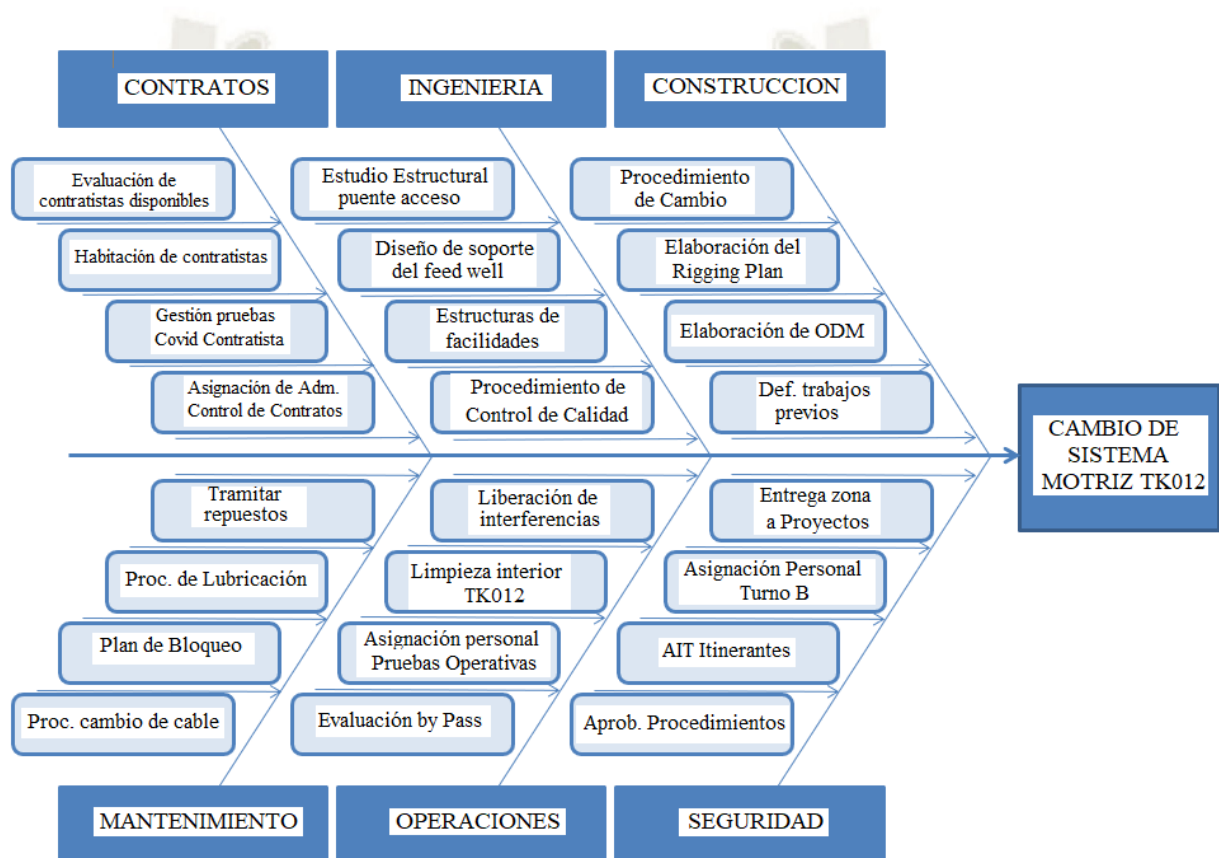 CONTRATOS
INGENIERIA
CONSTRUCCION
Evaluación de
contratistas disponibles
Habitación de contratistas
Gestión pruebas
Covid Contratista
Asignación de Adm.
Control de Contratos
Estudio Estructural
puente acceso
Diseño de soporte
del feed well
Estructuras de
facilidades
Procedimiento de
Control de Calidad
Procedimiento
de Cambio
Elaboración del
Rigging Plan
Elaboración de ODM
Def. trabajos
previos
CAMBIO DE
SISTEMA
MOTRIZ TK012
Tramitar
repuestos
Proc. de Lubricación
Plan de Bloqueo
Proc. cambio de cable
Liberación de
interferencias
Limpieza interior
TK012
Asignación personal
Pruebas Operativas
Evaluación by Pass
Entrega zona
a Proyectos
Asignación Personal
Turno B
AIT Itinerantes
Aprob. Procedimientos
MANTENIMIENTO
OPERACIONES
SEGURIDAD